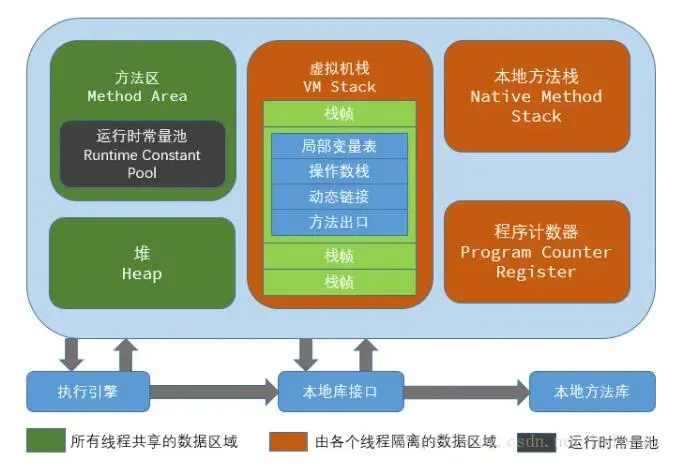 方法区
Method Area
运行时常量池
Runtime Constant
Pool
堆
Heap
虚拟机栈
VM Stack
栈帧
局部变量表
操作数栈
动态链接
方法出口
栈帧
栈帧
本地方法栈
Native Method
Stack
程序计数器
Program Counter
Register
执行引擎
本地库接口
本地方法库
所有线程共享的数据区域
由各个线程隔离的数据区域
运行时常量池